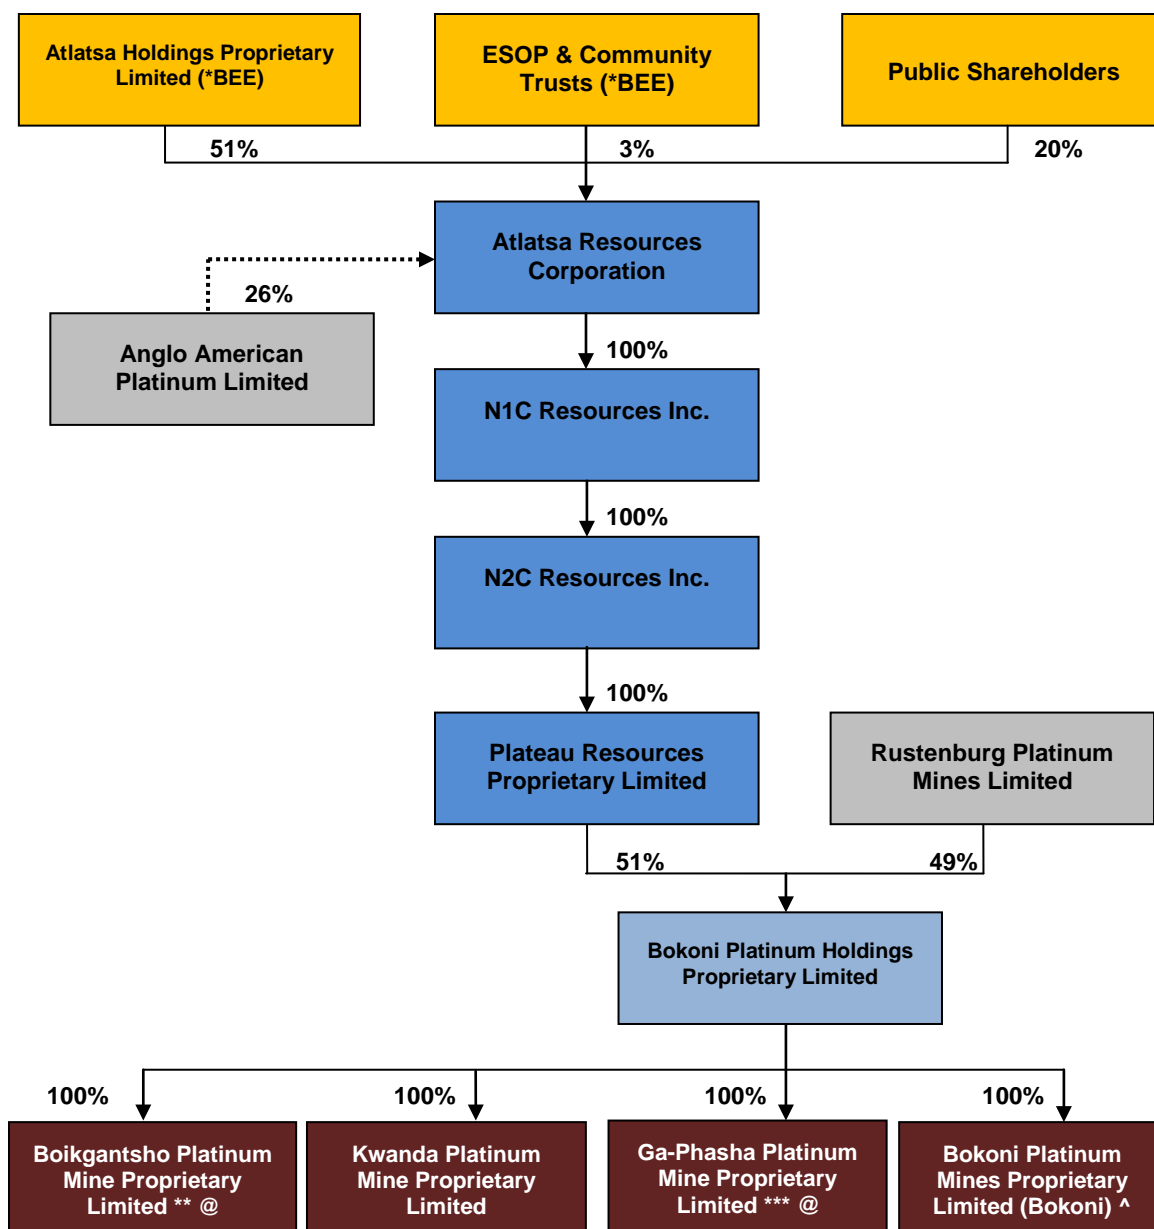 Atlatsa Holdings Proprietary
Limited (*BEE)
ESOP & Community
Trusts (*BEE)
Public Shareholders
51%
3%
20%
Atlatsa Resources
Corporation
26%
Anglo American
Platinum Limited
100%
N1C Resources Inc.
100%
N2C Resources Inc.
100%
Plateau Resources
Proprietary Limited
Rustenburg Platinum
Mines Limited
51%
49%
Bokoni Platinum Holdings
Proprietary Limited
100%
100%
100%
100%
Boikgantsho Platinum
Mine Proprietary
Limited ** @
Kwanda Platinum
Mine Proprietary
Limited
Ga-Phasha Platinum
Mine Proprietary
Limited *** @
Bokoni Platinum
Mines Proprietary
Limited (Bokoni) ^